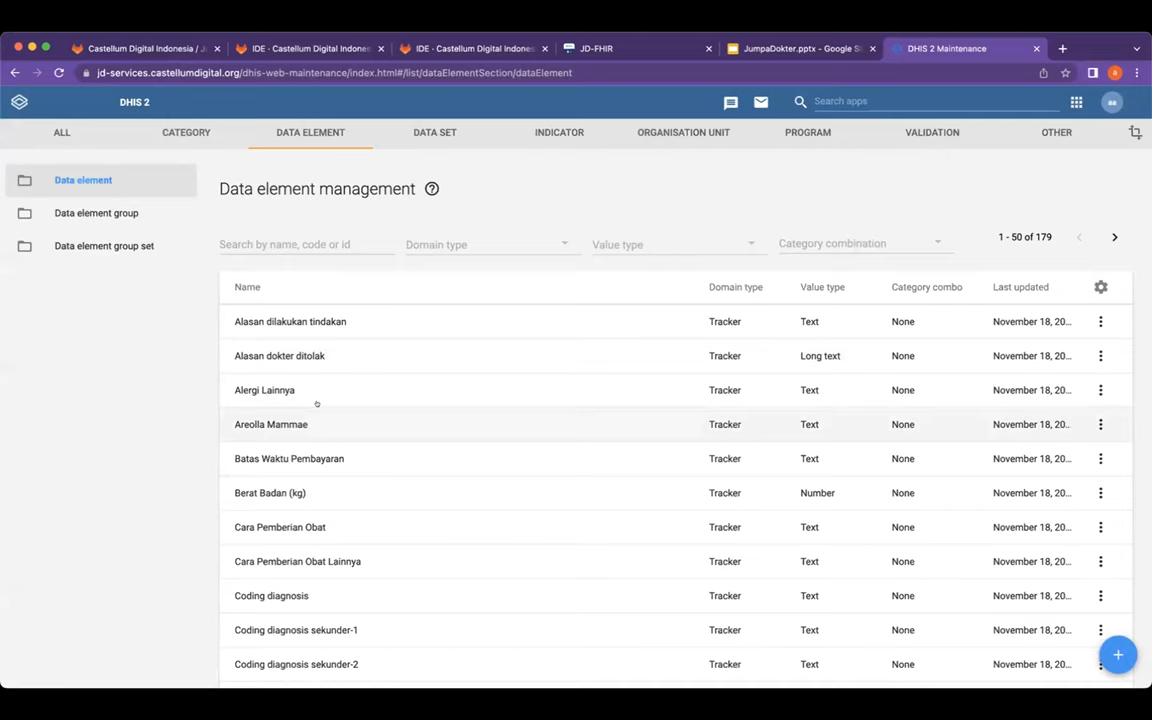 Castellum Digital Indonesia / J
IDE - Castellum Digital Indones
IDE - Castellum Digital Indones
JD-FHIR
JumpaDokter.pptx - Google S
DHIS 2 Maintenance
jd-services.castellumdigital.org/dhis-web-maintenance/index.html#/list/dataElementSection/dataElement
DHIS 2
Search apps
ALL CATEGORY DATA ELEMENT DATA SET INDICATOR ORGANISATION UNIT PROGRAM VALIDATION OTHER
Data element
Data element group
Data element group set
Data element management
Search by name, code or id Domain type Value type Category combination 1 - 50 of 179
Name Domain type Value type Category combo Last updated
Alasan dilakukan tindakan Tracker Text None November 18, 20...
Alasan dokter ditolak Tracker Long text None November 18, 20...
Alergi Lainnya Tracker Text None November 18, 20...
Areolla Mammae Tracker Text None November 18, 20...
Batas Waktu Pembayaran Tracker Text None November 18, 20...
Berat Badan (kg) Tracker Number None November 18, 20...
Cara Pemberian Obat Tracker Text None November 18, 20...
Cara Pemberian Obat Lainnya Tracker Text None November 18, 20...
Coding diagnosis Tracker Text None November 18, 20...
Coding diagnosis sekunder-1 Tracker Text None November 18, 20...
Coding diagnosis sekunder-2 Tracker Text None November 18, 20...